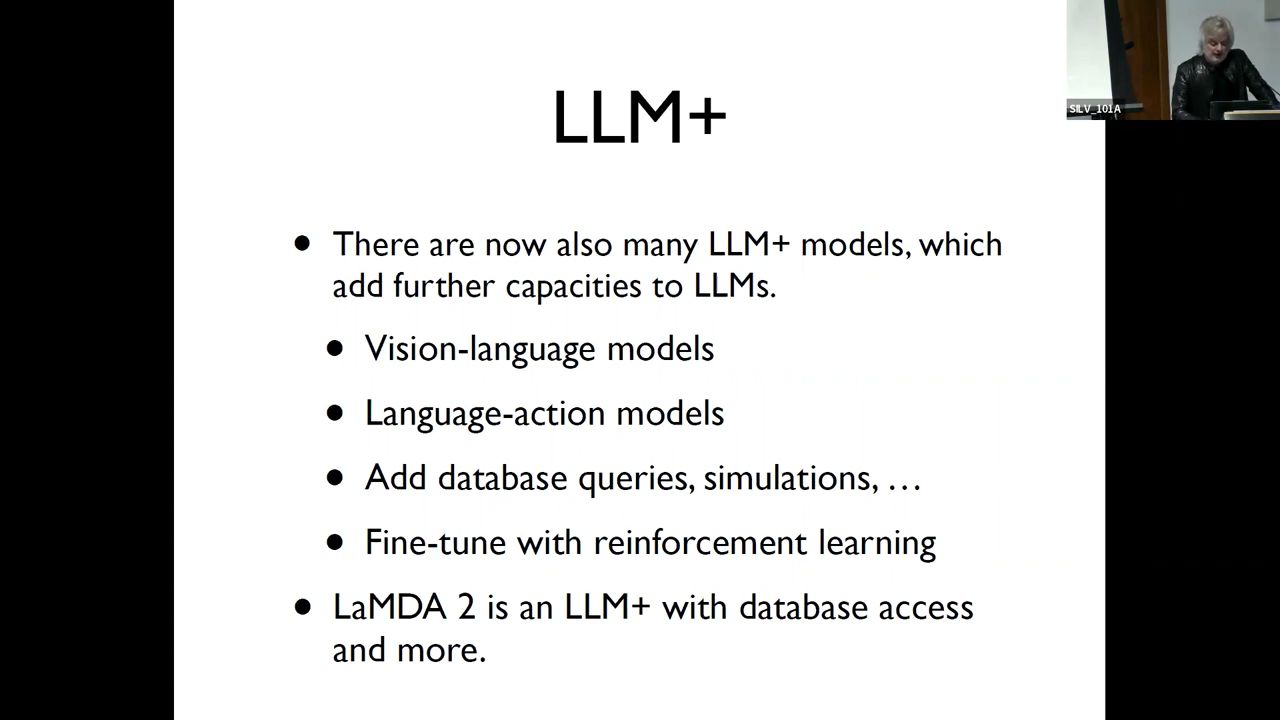 LLM+
SILV_101A
• There are now also many LLM+ models, which
add further capacities to LLMs.
• Vision-language models
• Language-action models
• Add database queries, simulations, …
• Fine-tune with reinforcement learning
• LaMDA 2 is an LLM+ with database access
and more.